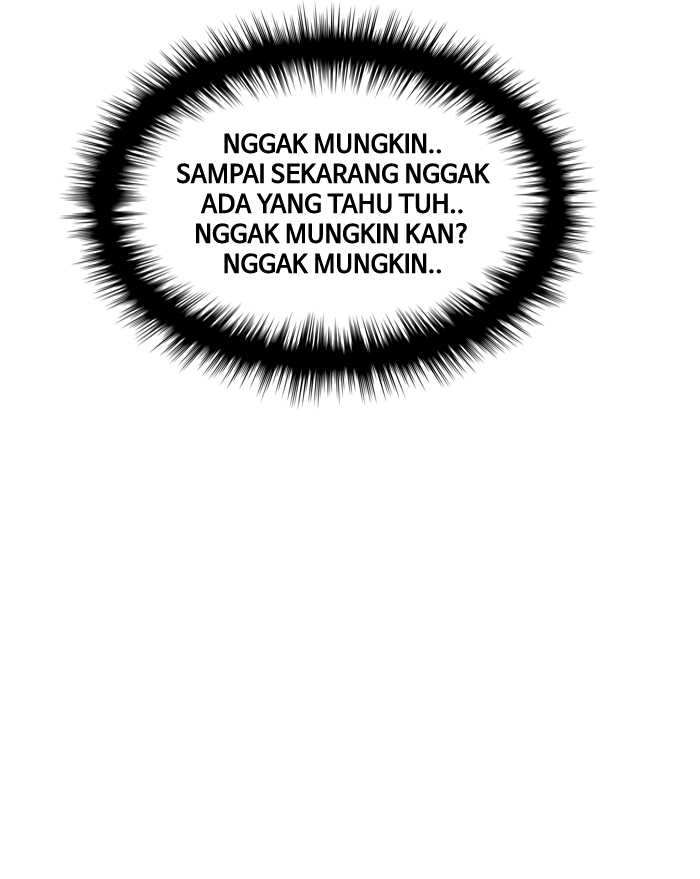 NGGAK MUNGKIN..
SAMPAI SEKARANG NGGAK
ADA YANG TAHU TUH..
NGGAK MUNGKIN KAN?
NGGAK MUNGKIN..